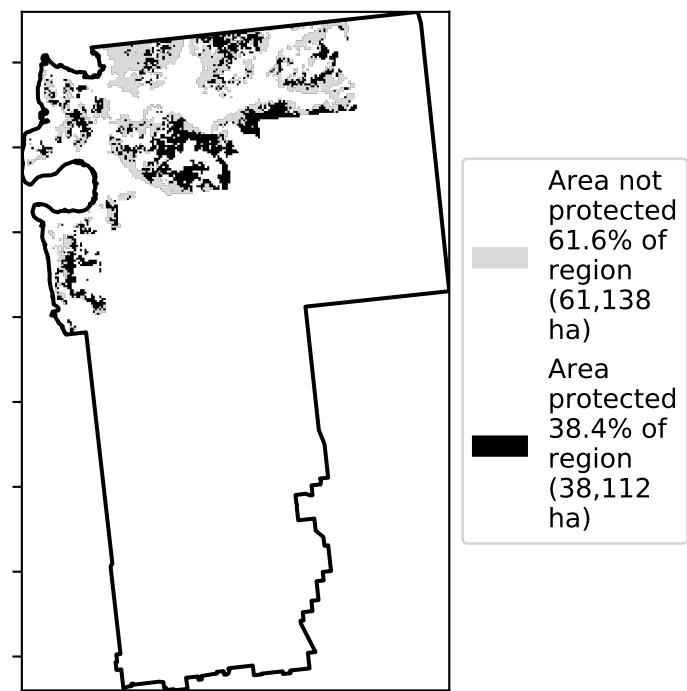 Area not
protected
61.6% of
region
(61,138
ha)
Area
protected
38.4% of
region
(38,112
ha)